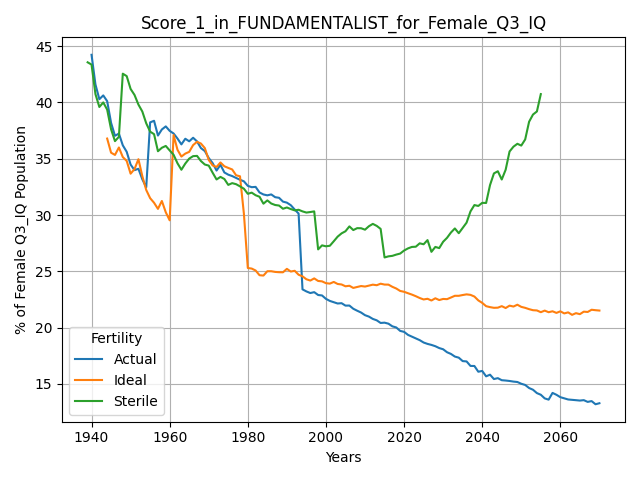 Score_1_in_FUNDAMENTALIST_for_Female_Q3_IQ
% of Female Q3_IQ Population
45
40
35
30
25
20
15
Fertility
Actual
Ideal
Sterile
1940 1960 1980 2000 2020 2040 2060
Years